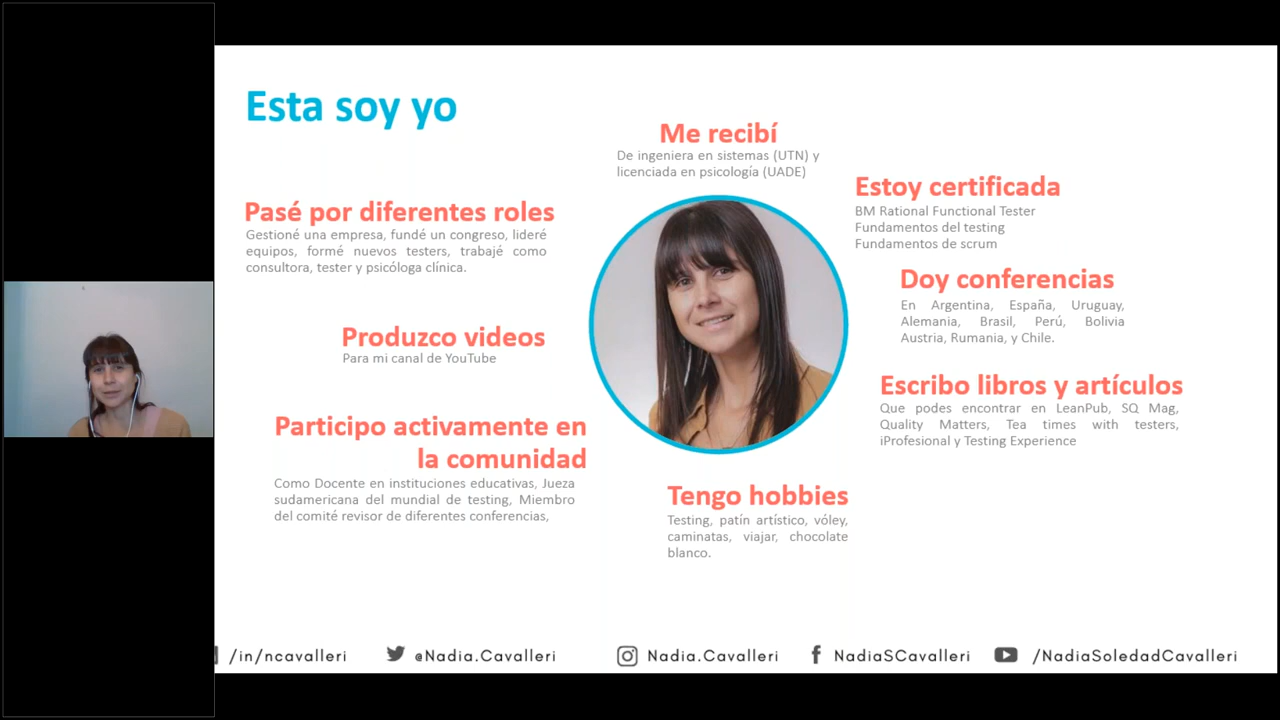 Esta soy yo
Me recibí
De ingeniera en sistemas (UTN) y
licenciada en psicología (UADE)
Pasé por diferentes roles
Gestioné una empresa, fundé un congreso, lideré
equipos, formé nuevos testers, trabajé como
consultora, tester y psicóloga clínica.
Estoy certificada
BM Rational Functional Tester
Fundamentos del testing
Fundamentos de scrum
Doy conferencias
En Argentina, España, Uruguay,
Alemania, Brasil, Perú, Bolivia
Austria, Rumania, y Chile.
Produzco videos
Para mi canal de YouTube
Escribo libros y artículos
Que podes encontrar en LeanPub, SQ Mag,
Quality Matters, Tea times with testers,
iProfesional y Testing Experience
Participo activamente en
la comunidad
Como Docente en instituciones educativas, Jueza
sudamericana del mundial de testing, Miembro
del comité revisor de diferentes conferencias,
Tengo hobbies
Testing, patín artístico, vóley,
caminatas, viajar, chocolate
blanco.
/in/ncavalleri @Nadia.Cavalleri Nadia.Cavalleri NadiaSCavalleri /NadiaSoledadCavalleri